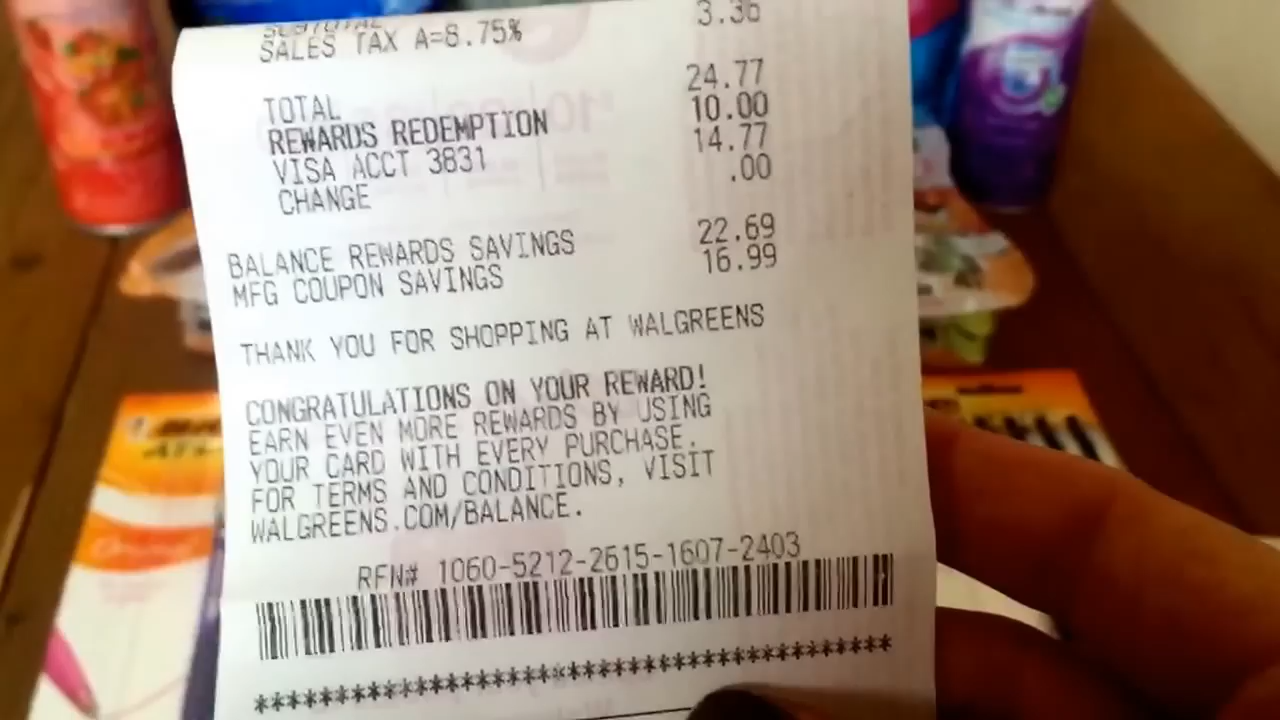 SUBTOTAL
SALES TAX A=8.75% 3.36
TOTAL 24.77
REWARDS REDEMPTION 10.00
VISA ACCT 3831 14.77
CHANGE .00
BALANCE REWARDS SAVINGS 22.69
MFG COUPON SAVINGS 16.99
THANK YOU FOR SHOPPING AT WALGREENS
CONGRATULATIONS ON YOUR REWARD!
EARN EVEN MORE REWARDS BY USING
YOUR CARD WITH EVERY PURCHASE.
FOR TERMS AND CONDITIONS, VISIT
WALGREENS.COM/BALANCE.
RFN# 1060-5212-2615-1607-2403
****************************************